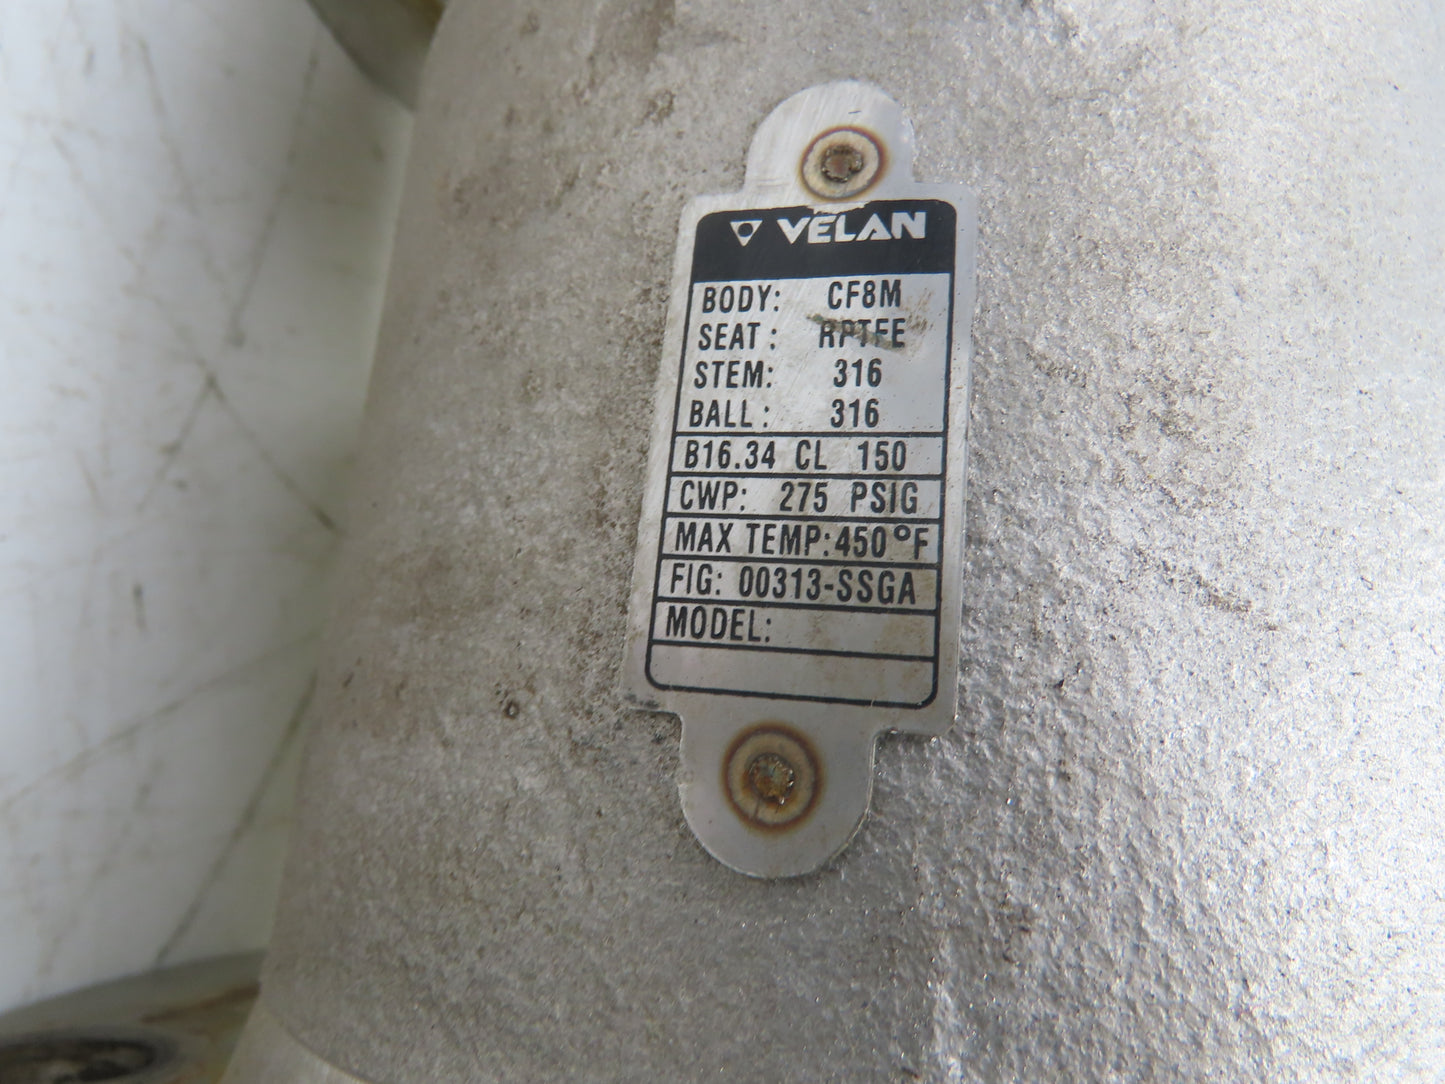 VELAN
BODY: CF8M
SEAT: RPTFE
STEM: 316
BALL: 316
B16.34 CL 150
CWP: 275 PSIG
MAX TEMP:450°F
FIG: 00313-SSGA
MODEL: